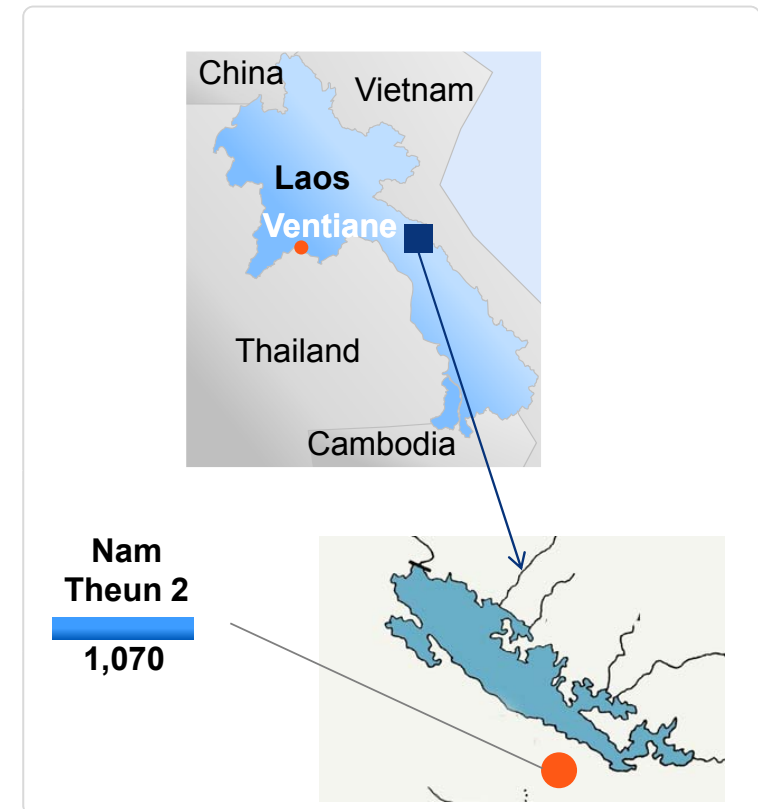 China
Vietnam
Laos
Ventiane
Thailand
Cambodia
Nam
Theun 2
1,070